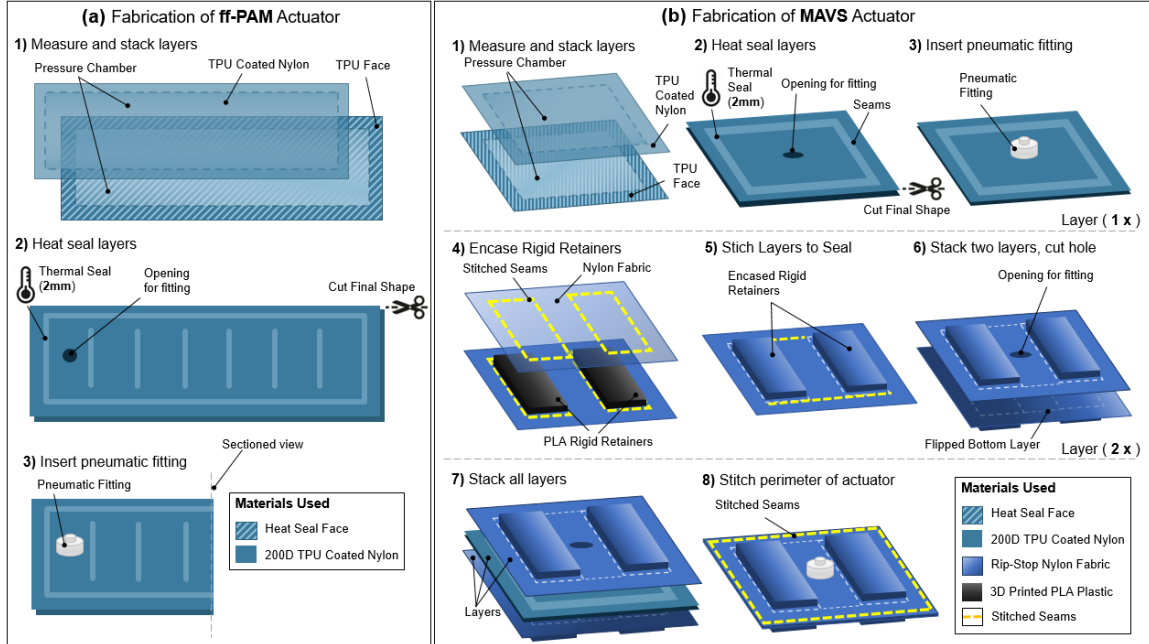 (a) Fabrication of ff-PAM Actuator
1) Measure and stack layers
Pressure Chamber
TPU Coated Nylon
TPU Face
2) Heat seal layers
Thermal Seal
(2mm)
Opening
for fitting
Cut Final Shape
Sectioned view
3) Insert pneumatic fitting
Pneumatic Fitting
Materials Used
Heat Seal Face
200D TPU Coated Nylon
(b) Fabrication of MAVS Actuator
1) Measure and stack layers
Pressure Chamber
TPU
Coated
Nylon
TPU
Face
2) Heat seal layers
Thermal
Seal
(2mm)
Opening for fitting
Seams
Cut Final Shape
3) Insert pneumatic fitting
Pneumatic
Fitting
Layer ( 1 x )
4) Encase Rigid Retainers
Stitched Seams
Nylon Fabric
PLA Rigid Retainers
5) Stich Layers to Seal
Encased Rigid
Retainers
6) Stack two layers, cut hole
Opening for fitting
Flipped Bottom Layer
Layer ( 2 x )
7) Stack all layers
Layers
8) Stitch perimeter of actuator
Stitched Seams
Materials Used
Heat Seal Face
200D TPU Coated Nylon
Rip-Stop Nylon Fabric
3D Printed PLA Plastic
Stitched Seams